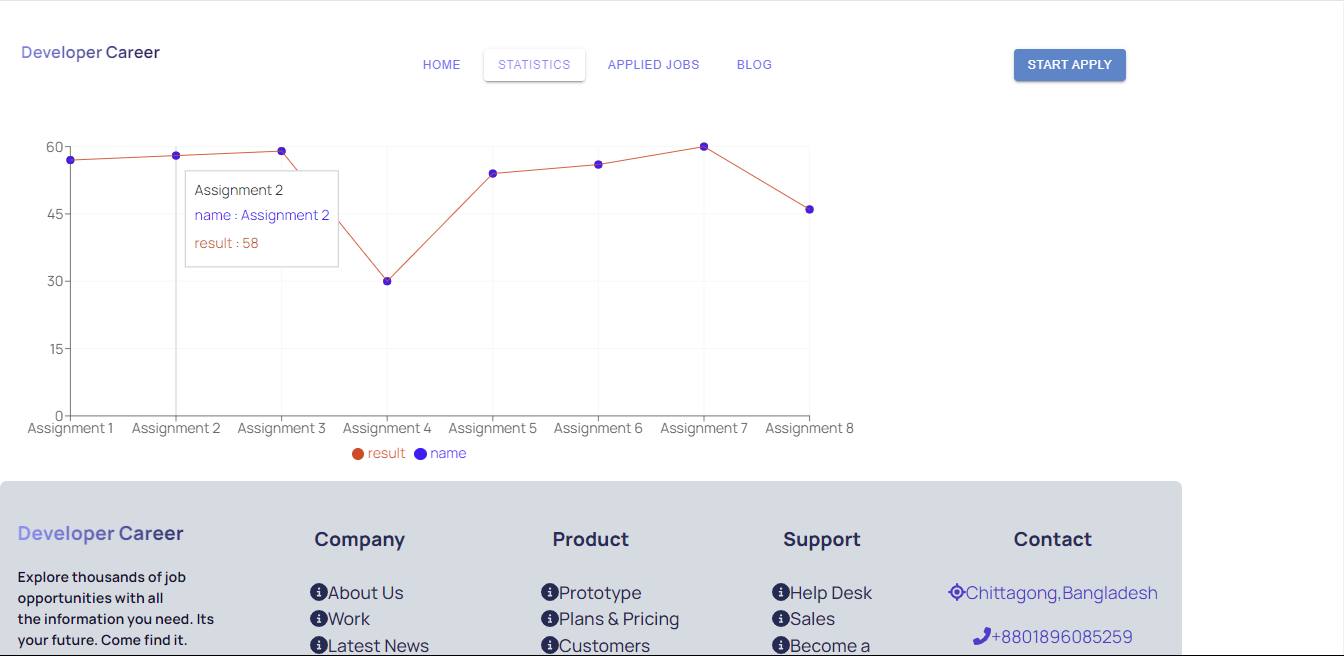 Developer Career
HOME STATISTICS APPLIED JOBS BLOG
START APPLY
60
45
30
15
0
Assignment 2
name : Assignment 2
result : 58
Assignment 1 Assignment 2 Assignment 3 Assignment 4 Assignment 5 Assignment 6 Assignment 7 Assignment 8
result name
Developer Career
Explore thousands of job
opportunities with all
the information you need. Its
your future. Come find it.
Company
About Us
Work
Latest News
Product
Prototype
Plans & Pricing
Customers
Support
Help Desk
Sales
Become a
Contact
Chittagong,Bangladesh
+8801896085259